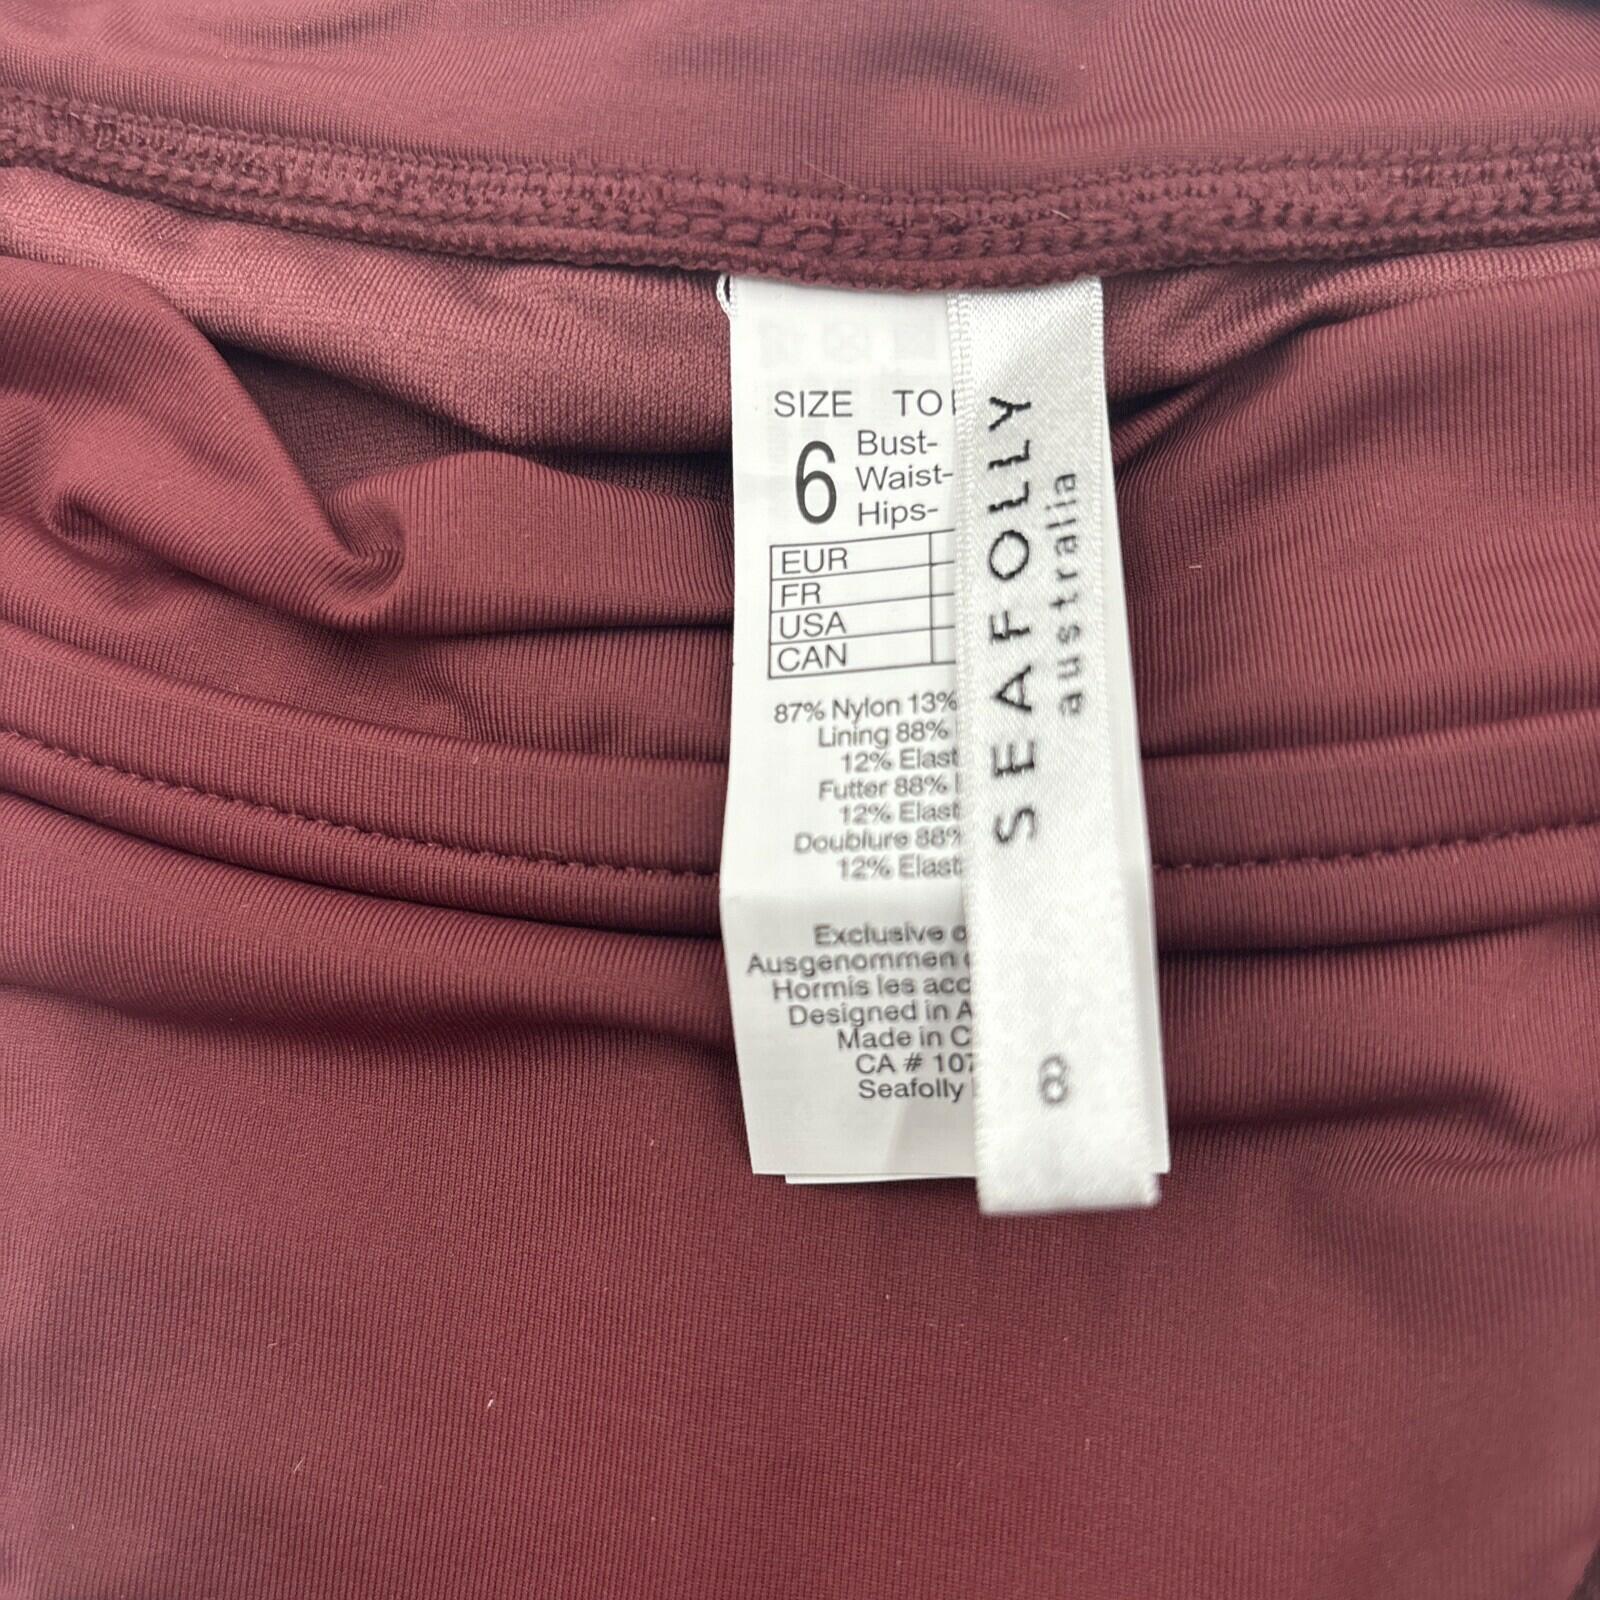 SIZE TO
6 Bust-
Waist-
Hips-
EUR
FR
USA
CAN
87% Nylon 13%
Lining 88%
12% Elast
Futter 88%
12% Elast
Doublure 88%
12% Elast
Exclusive
Ausgenommen
Hormis les acc
Designed in A
Made in C
CA # 107
Seafolly
SEAFOLLY
australia
8